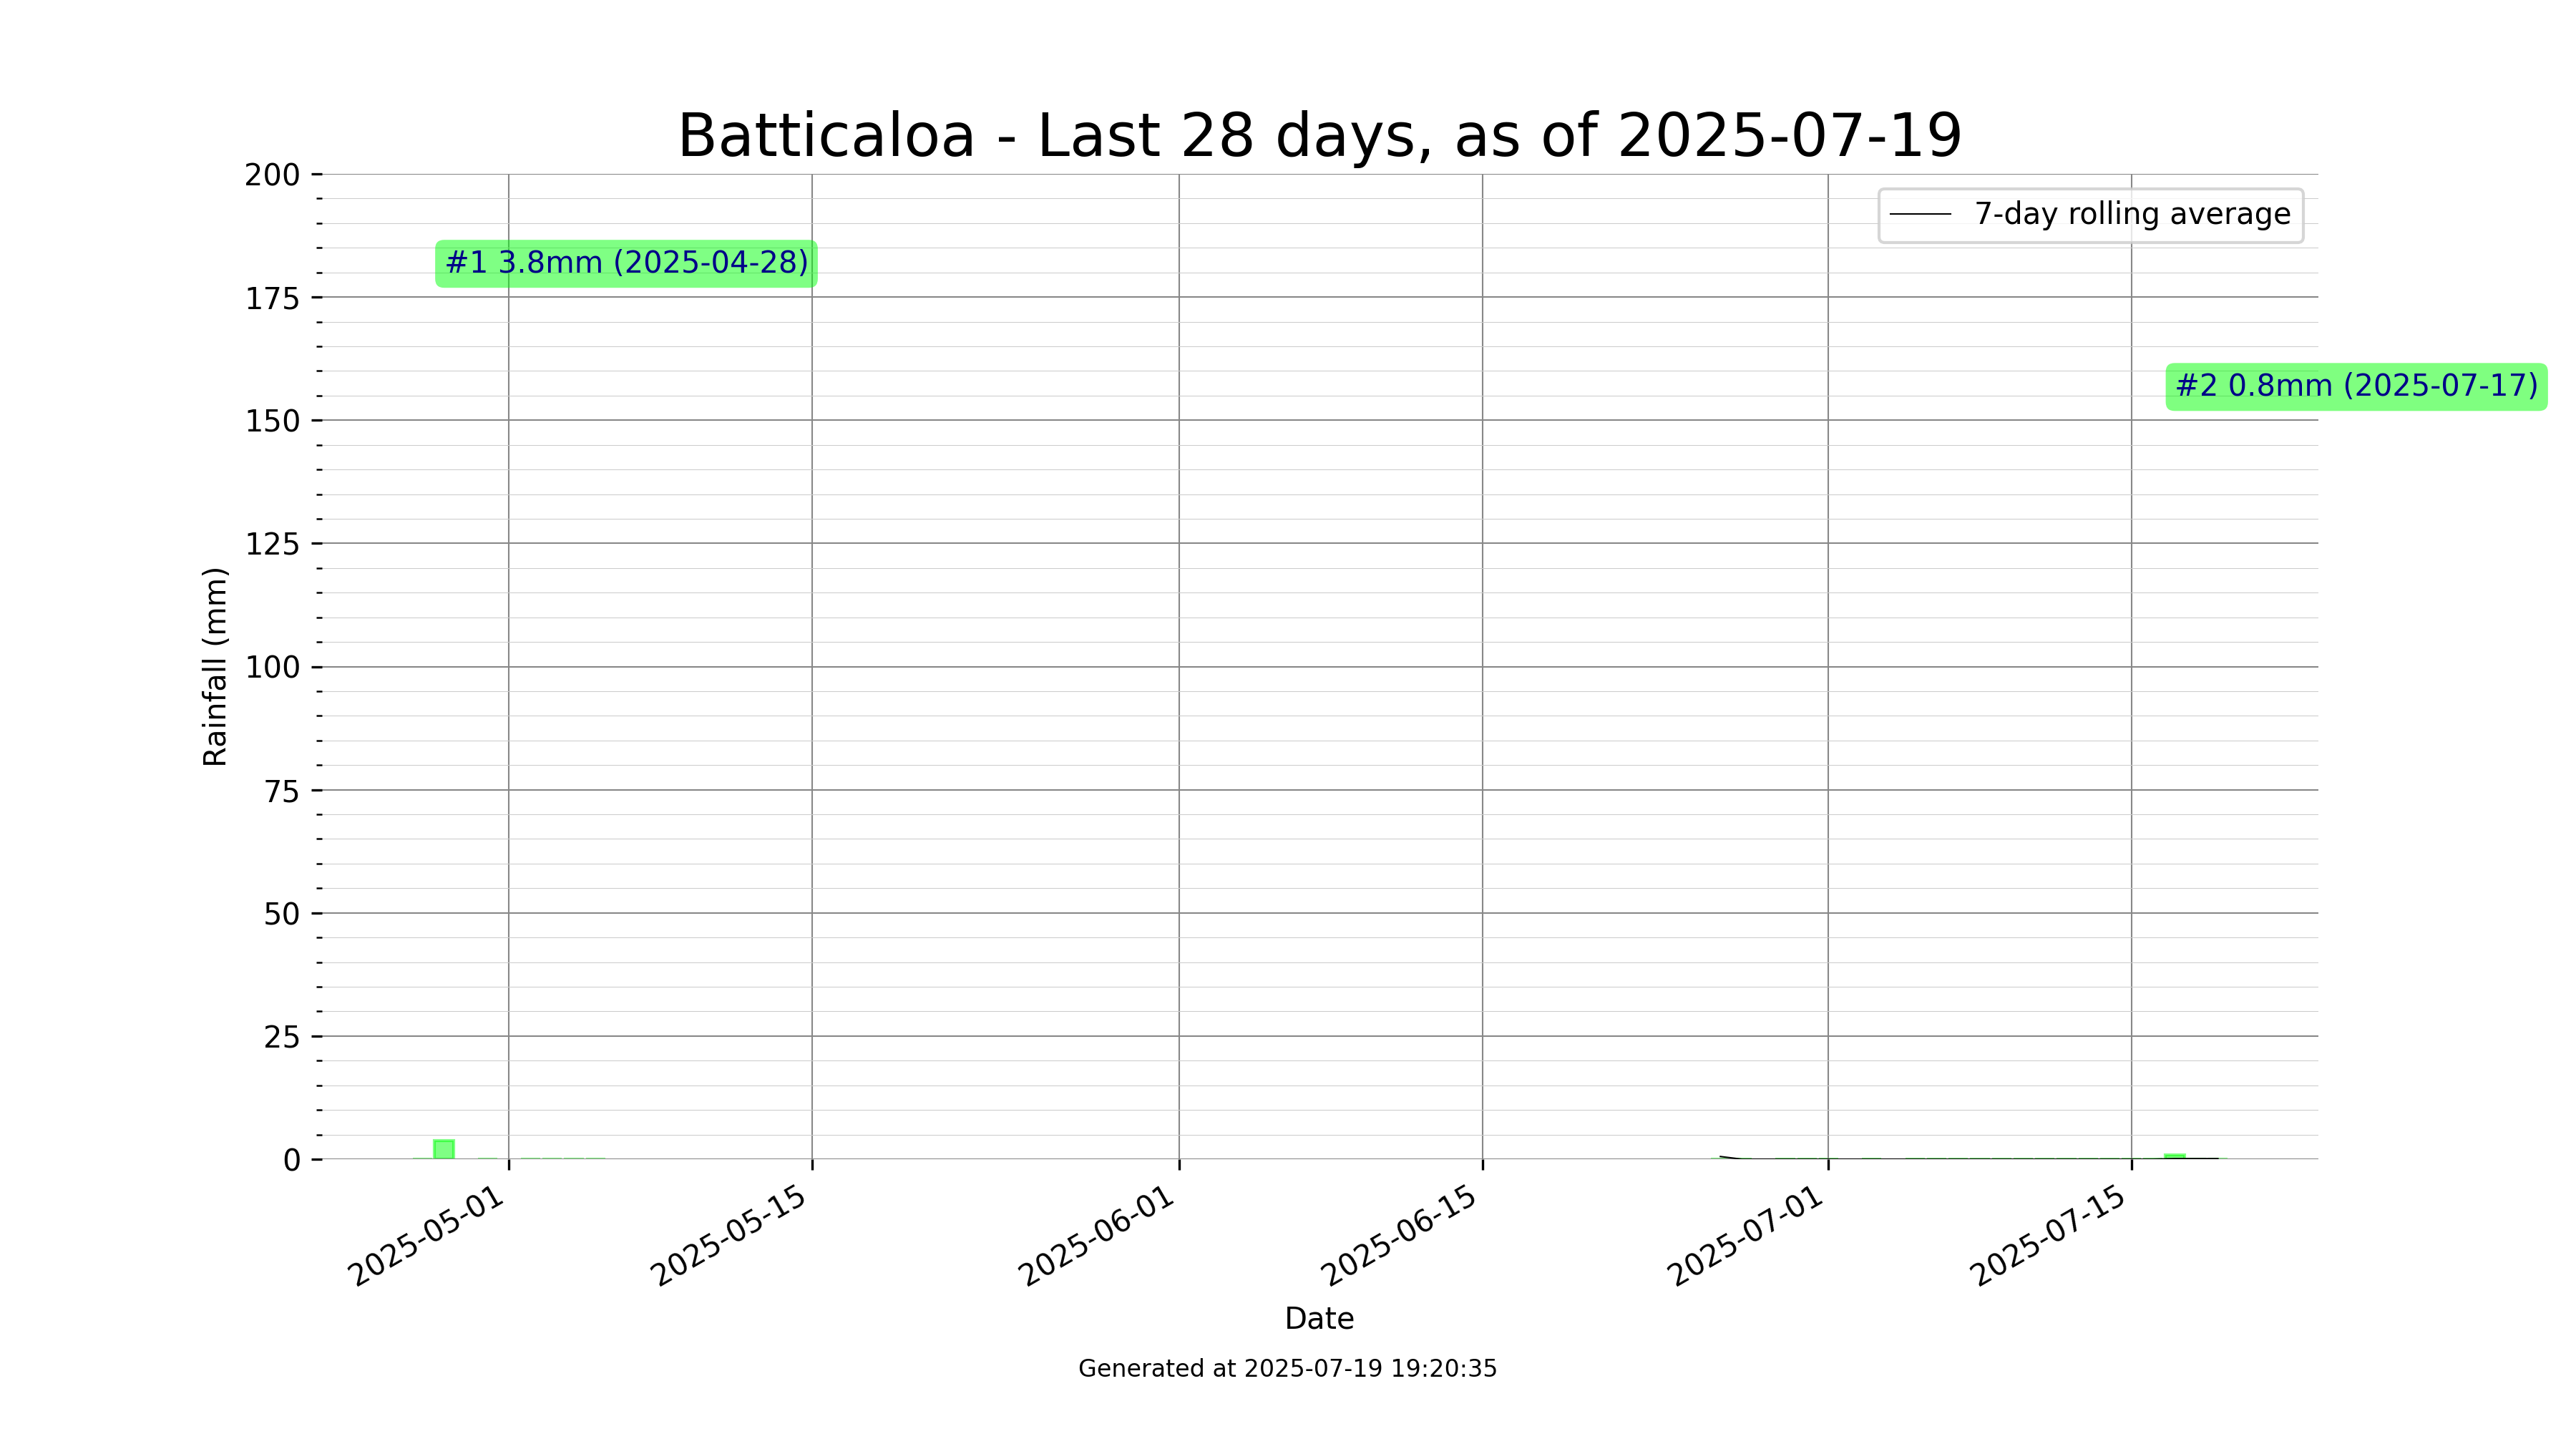 Batticaloa - Last 28 days, as of 2025-07-19
200
175
150
125
100
75
50
25
0
Rainfall (mm)
7-day rolling average
#1 3.8mm (2025-04-28)
#2 0.8mm (2025-07-17)
2025-05-01
2025-05-15
2025-06-01
2025-06-15
2025-07-01
2025-07-15
Date
Generated at 2025-07-19 19:20:35